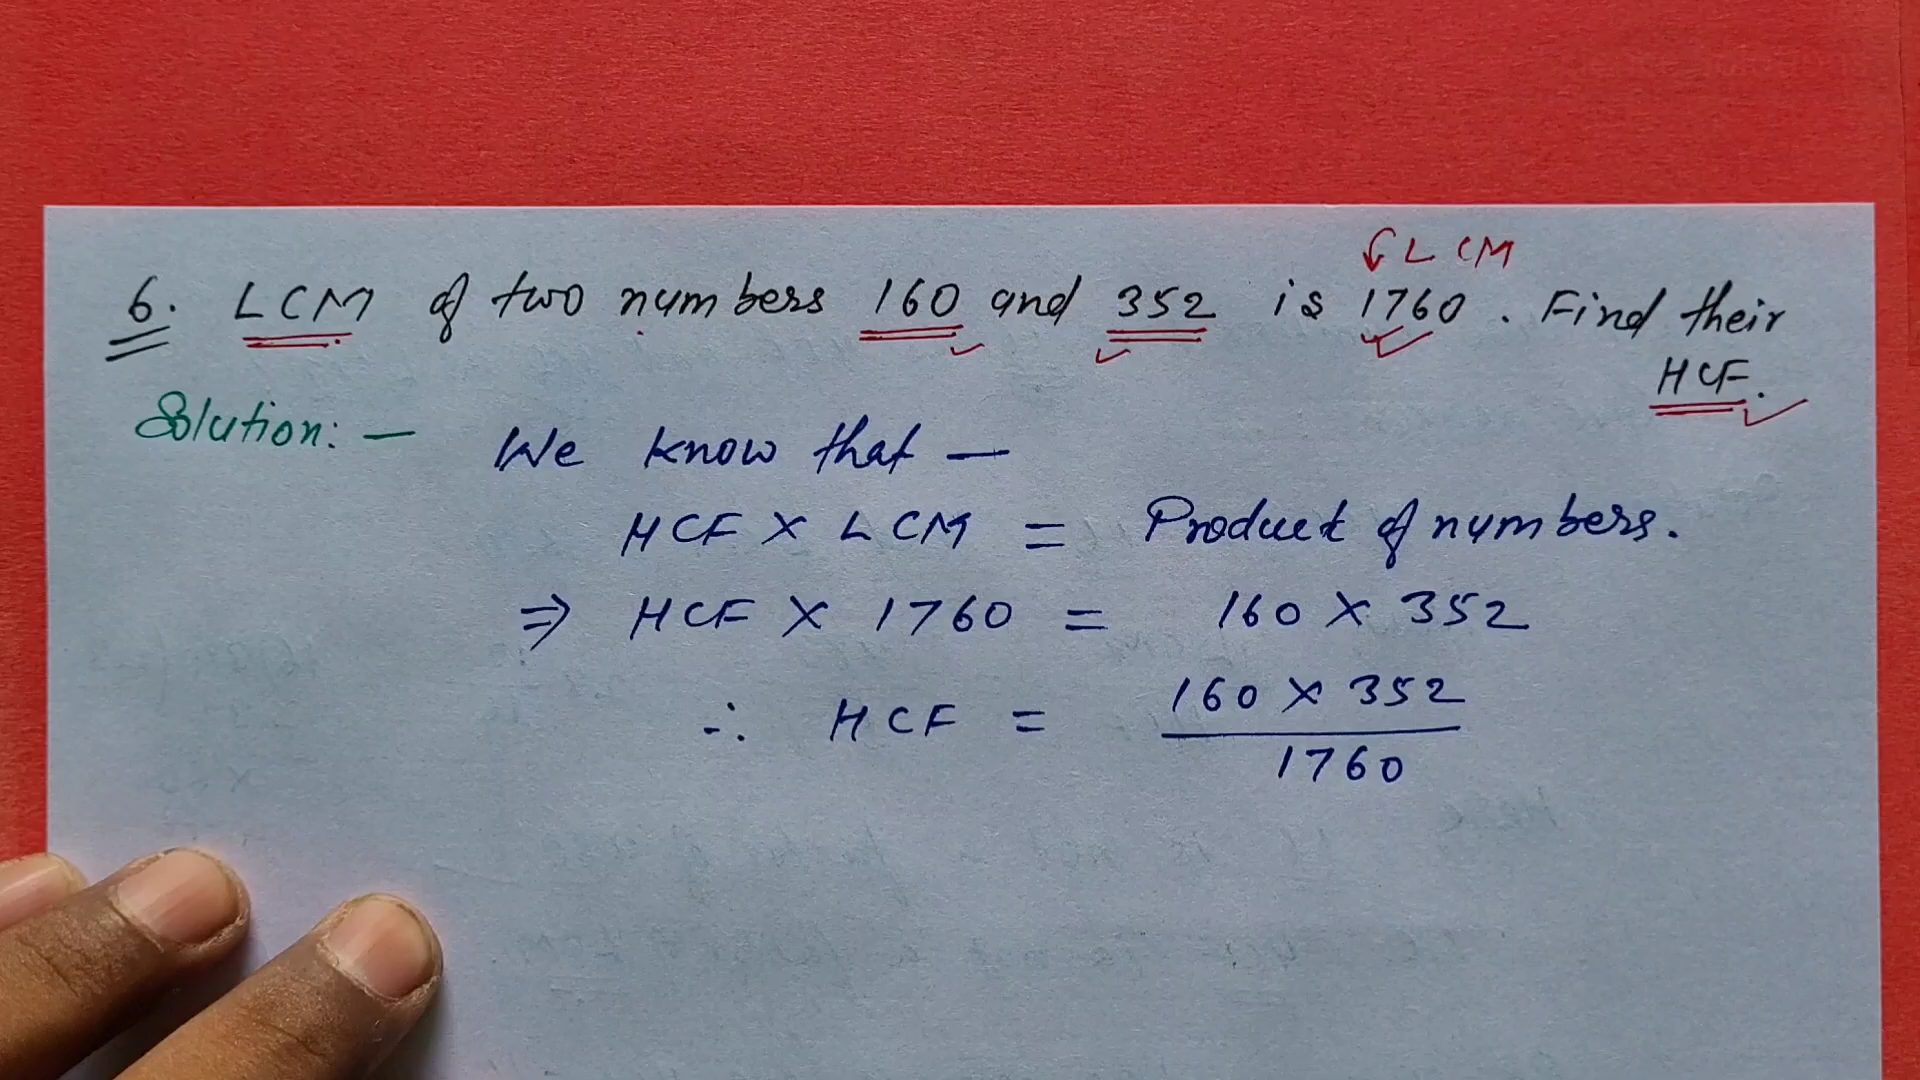 LCM
6. LCM of two numbers 160 and 352 is 1760. Find their
HCF.
Solution:- We know that —
HCF × LCM = Product of numbers.
⇒ HCF × 1760 = 160 × 352
∴ HCF = 160 × 352
1760